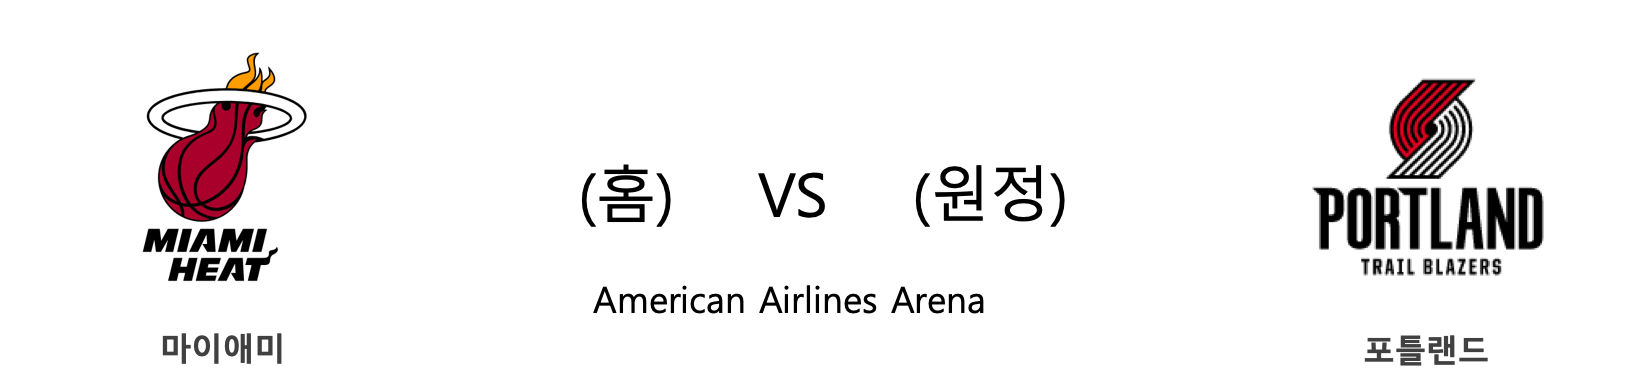 MIAMI
HEAT
마이애미
(홈) VS (원정)
American Airlines Arena
PORTLAND
TRAIL BLAZERS
포틀랜드